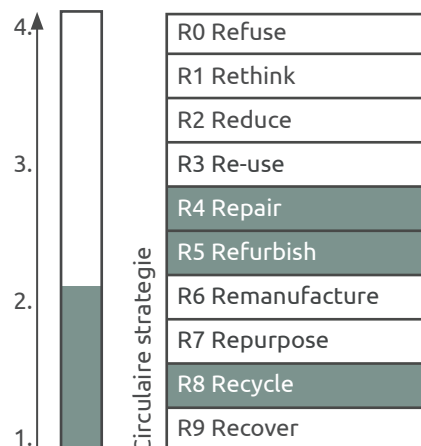 4.
3.
2.
1.
Circulaire strategie
R0 Refuse
R1 Rethink
R2 Reduce
R3 Re-use
R4 Repair
R5 Refurbish
R6 Remanufacture
R7 Repurpose
R8 Recycle
R9 Recover